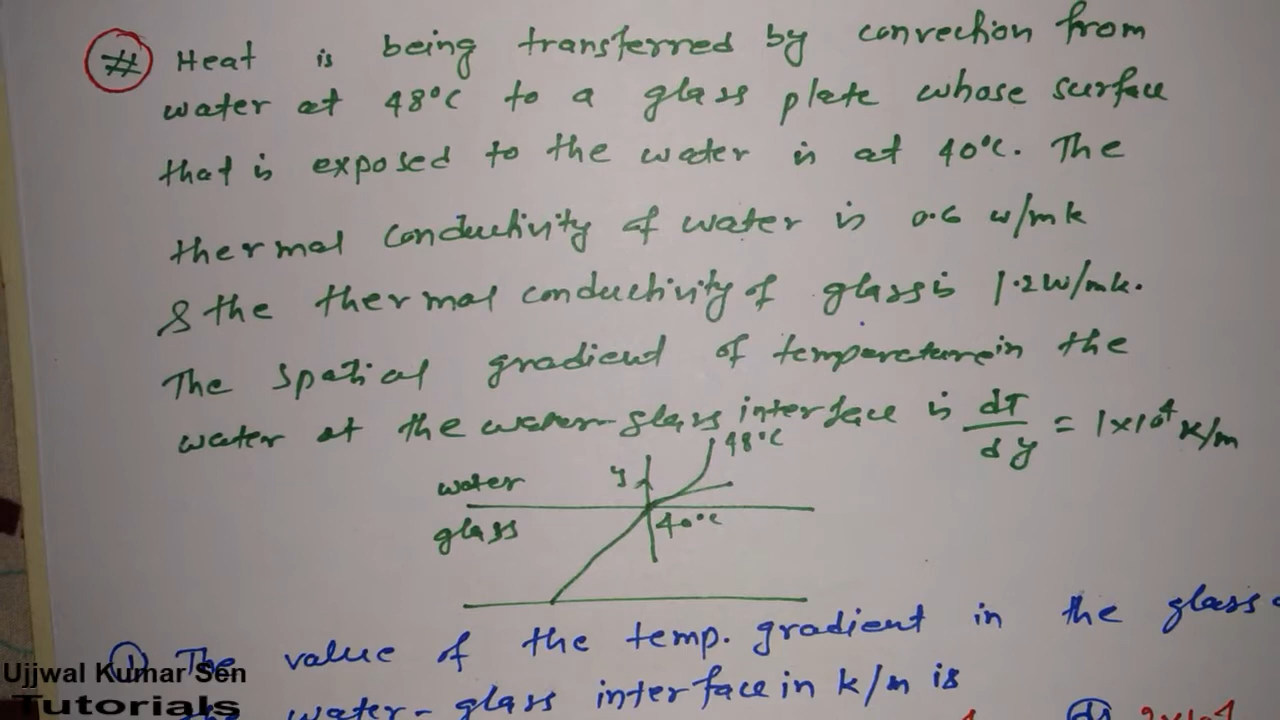 # Heat is being transferred by convection from
water at 48°C to a glass plate whose surface
that is exposed to the water is at 40°C. The
thermal conductivity of water is 0.6 w/mk
& the thermal conductivity of glass is 1.2 w/mk.
The spatial gradient of temperature in the
water at the water-glass interface is dT/dy = 1×10⁴ K/m
48°C
water y
40°C
glass
1) The value of the temp. gradient in the glass
water-glass interface in k/m is
Ujjwal Kumar Sen
Tutorials